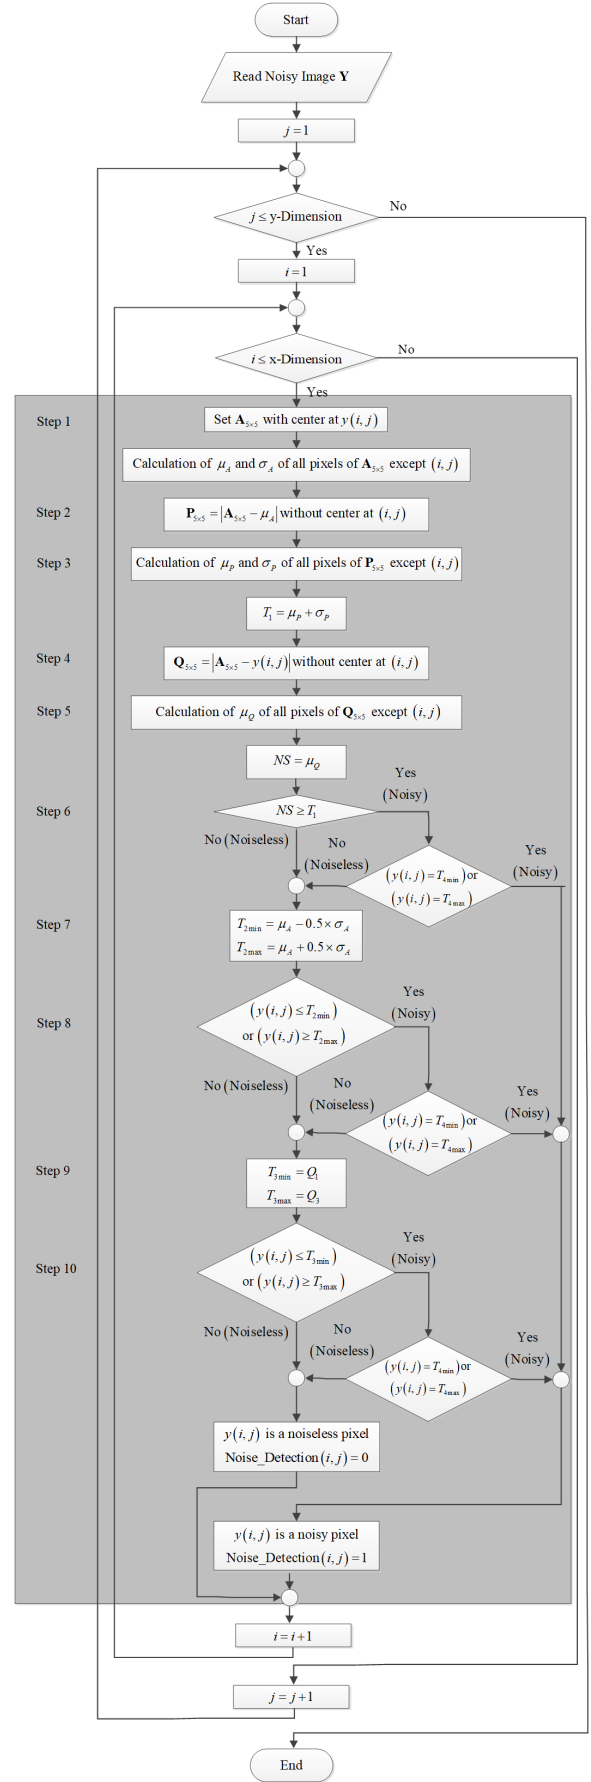 Start
Read Noisy Image Y
j = 1
j ≤ y-Dimension
No
Yes
i = 1
i ≤ x-Dimension
No
Yes
Step 1
Set A5×5 with center at y(i, j)
Calculation of μA and σA of all pixels of A5×5 except (i, j)
Step 2
P5×5 = |A5×5 − μA| without center at (i, j)
Step 3
Calculation of μP and σP of all pixels of P5×5 except (i, j)
T1 = μP + σP
Step 4
Q5×5 = |A5×5 − y(i, j)| without center at (i, j)
Step 5
Calculation of μQ of all pixels of Q5×5 except (i, j)
NS = μQ
Yes
(Noisy)
Step 6
NS ≥ T1
No (Noiseless)
No
(Noiseless)
Yes
(Noisy)
(y(i, j) = T4min) or
(y(i, j) = T4max)
Step 7
T2min = μA − 0.5 × σA
T2max = μA + 0.5 × σA
Yes
(Noisy)
Step 8
(y(i, j) ≤ T2min)
or (y(i, j) ≥ T2max)
No (Noiseless)
No
(Noiseless)
Yes
(Noisy)
(y(i, j) = T4min) or
(y(i, j) = T4max)
Step 9
T3min = Q1
T3max = Q3
Yes
(Noisy)
Step 10
(y(i, j) ≤ T3min)
or (y(i, j) ≥ T3max)
No (Noiseless)
No
(Noiseless)
Yes
(Noisy)
(y(i, j) = T4min) or
(y(i, j) = T4max)
y(i, j) is a noiseless pixel
Noise_Detection(i, j) = 0
y(i, j) is a noisy pixel
Noise_Detection(i, j) = 1
i = i + 1
j = j + 1
End